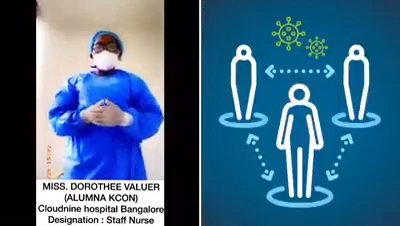 MISS. DOROTHEE VALUER
(ALUMNA KCON)
Cloudnine hospital Bangalore
Designation : Staff Nurse